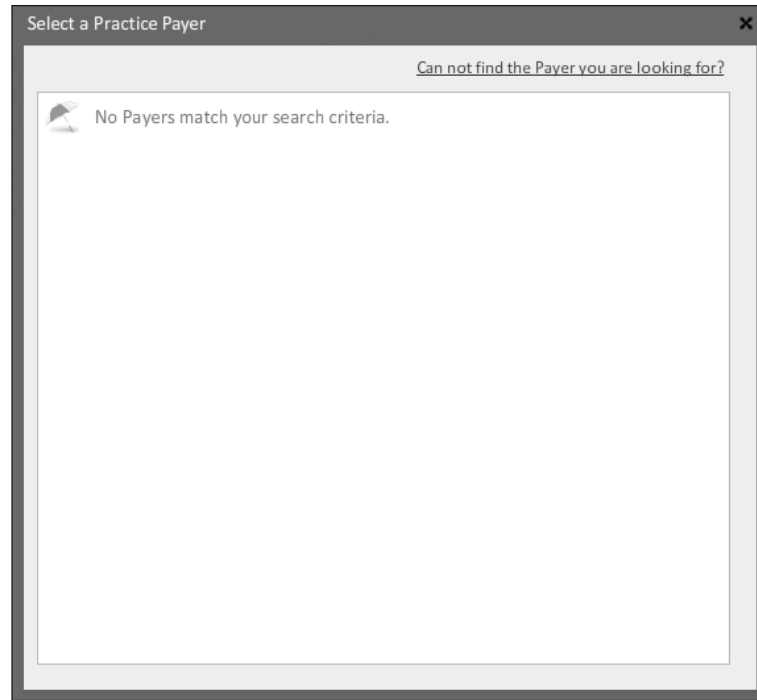 Select a Practice Payer
Can not find the Payer you are looking for?
No Payers match your search criteria.